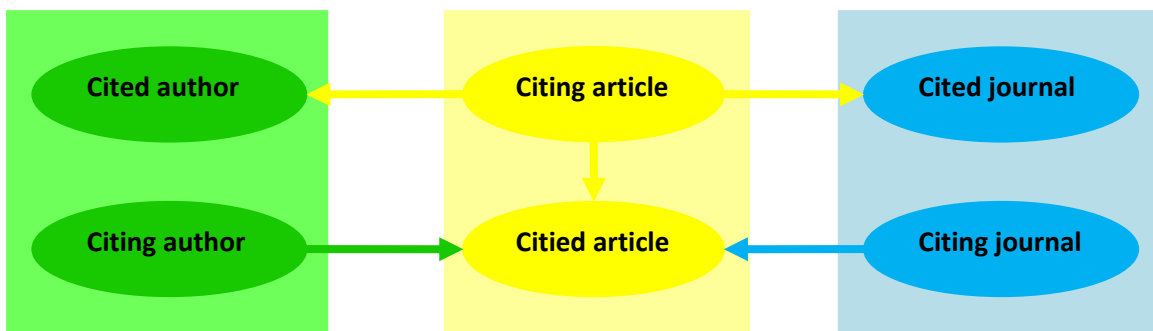 Cited author
Citing article
Cited journal
Citing author
Citied article
Citing journal